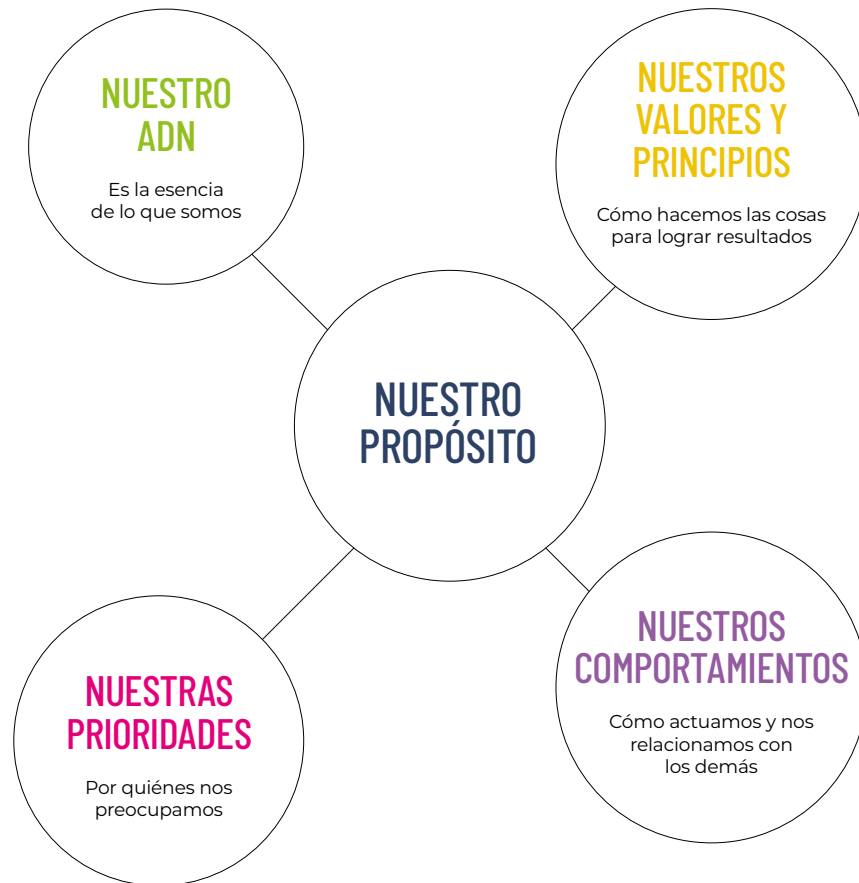 NUESTRO
ADN
Es la esencia
de lo que somos
NUESTROS
VALORES Y
PRINCIPIOS
Cómo hacemos las cosas
para lograr resultados
NUESTRO
PROPÓSITO
NUESTRAS
PRIORIDADES
Por quiénes nos
preocupamos
NUESTROS
COMPORTAMIENTOS
Cómo actuamos y nos
relacionamos con
los demás